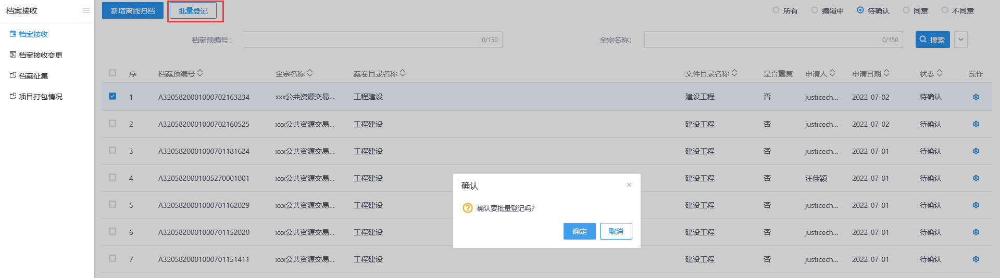 档案接收
档案接收
档案接收变更
档案征集
项目打包情况
新增离线归档 批量登记 所有 编辑中 待确认 同意 不同意
档案预编号： 0/150 全宗名称： 0/150 搜索
序 档案预编号 全宗名称 案卷目录名称 文件目录名称 是否重复 申请人 申请日期 状态 操作
1 A3205820001000702163234 xxx公共资源交易... 工程建设 建设工程 否 justicech... 2022-07-02 待确认
2 A3205820001000702160525 xxx公共资源交易... 工程建设 建设工程 否 justicech... 2022-07-02 待确认
3 A3205820001000701181624 xxx公共资源交易... 工程建设 建设工程 否 justicech... 2022-07-01 待确认
4 A3205820001005270001001 xxx公共资源交易... 工程建设 建设工程 否 汪佳颖 2022-07-01 待确认
5 A3205820001000701162029 xxx公共资源交易... 工程建设 建设工程 否 justicech... 2022-07-01 待确认
6 A3205820001000701152020 xxx公共资源交易... 工程建设 建设工程 否 justicech... 2022-07-01 待确认
7 A3205820001000701151411 xxx公共资源交易... 工程建设 建设工程 否 justicech... 2022-07-01 待确认
确认
确认要批量登记吗?
确定 取消